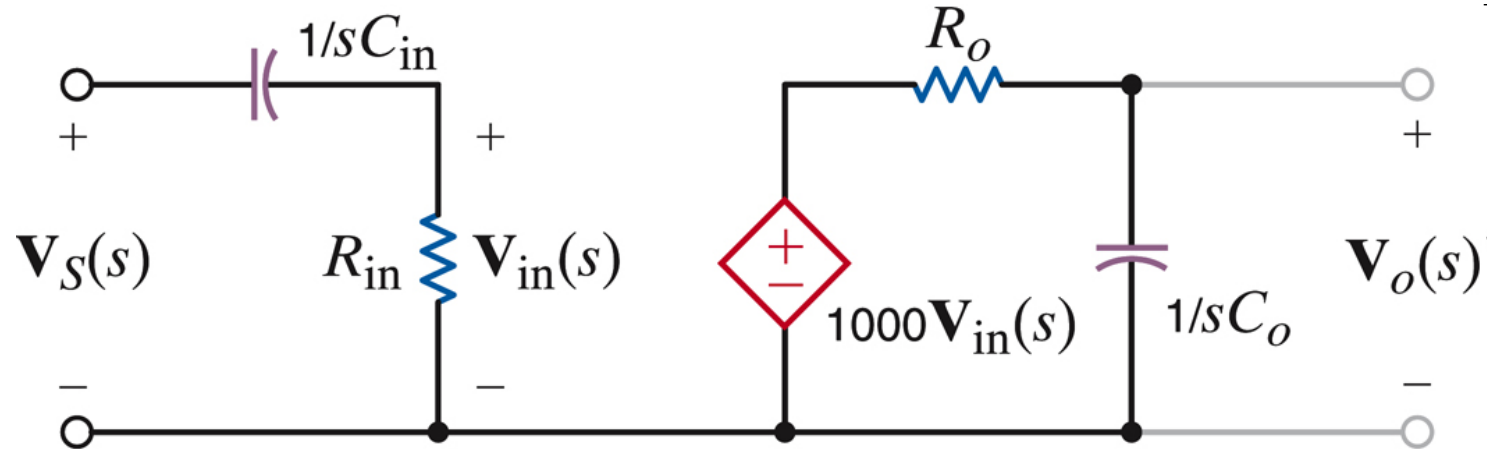 1/sC_in
R_o
+
+
+
V_S(s)
R_in
V_in(s)
+
−
1000V_in(s)
1/sC_o
V_o(s)
−
−
−